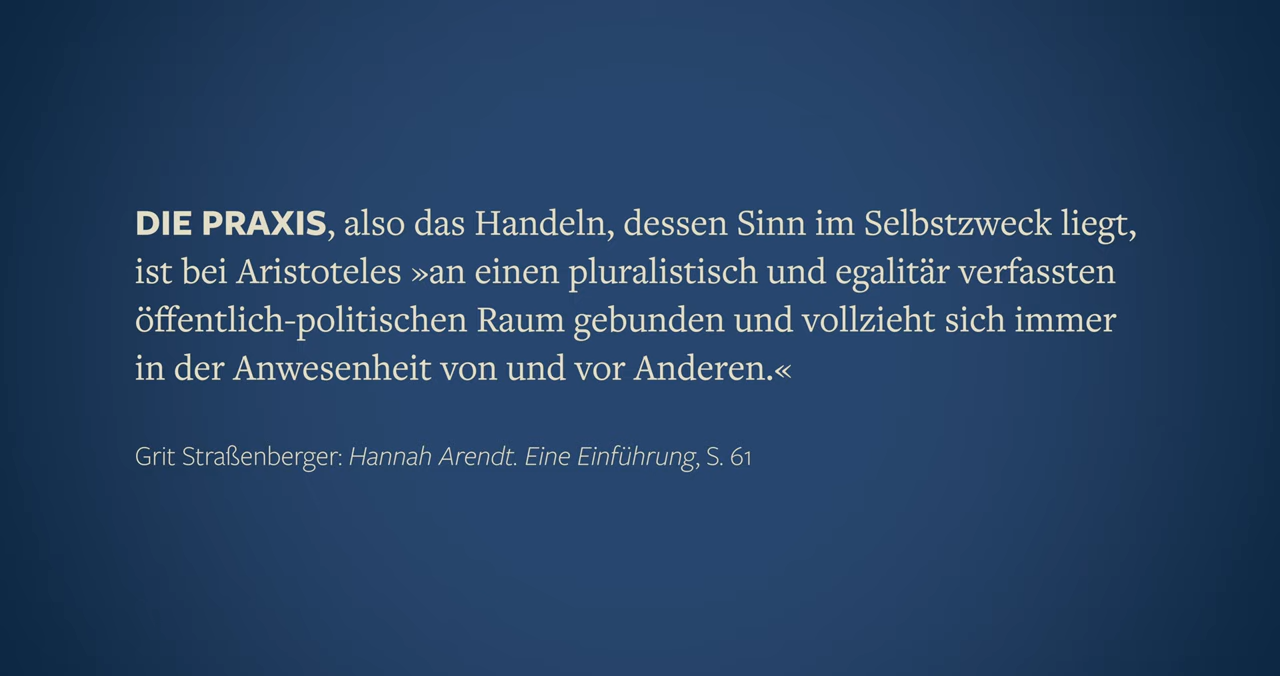 DIE PRAXIS, also das Handeln, dessen Sinn im Selbstzweck liegt,
ist bei Aristoteles »an einen pluralistisch und egalitär verfassten
öffentlich-politischen Raum gebunden und vollzieht sich immer
in der Anwesenheit von und vor Anderen.«
Grit Straßenberger: Hannah Arendt. Eine Einführung, S. 61